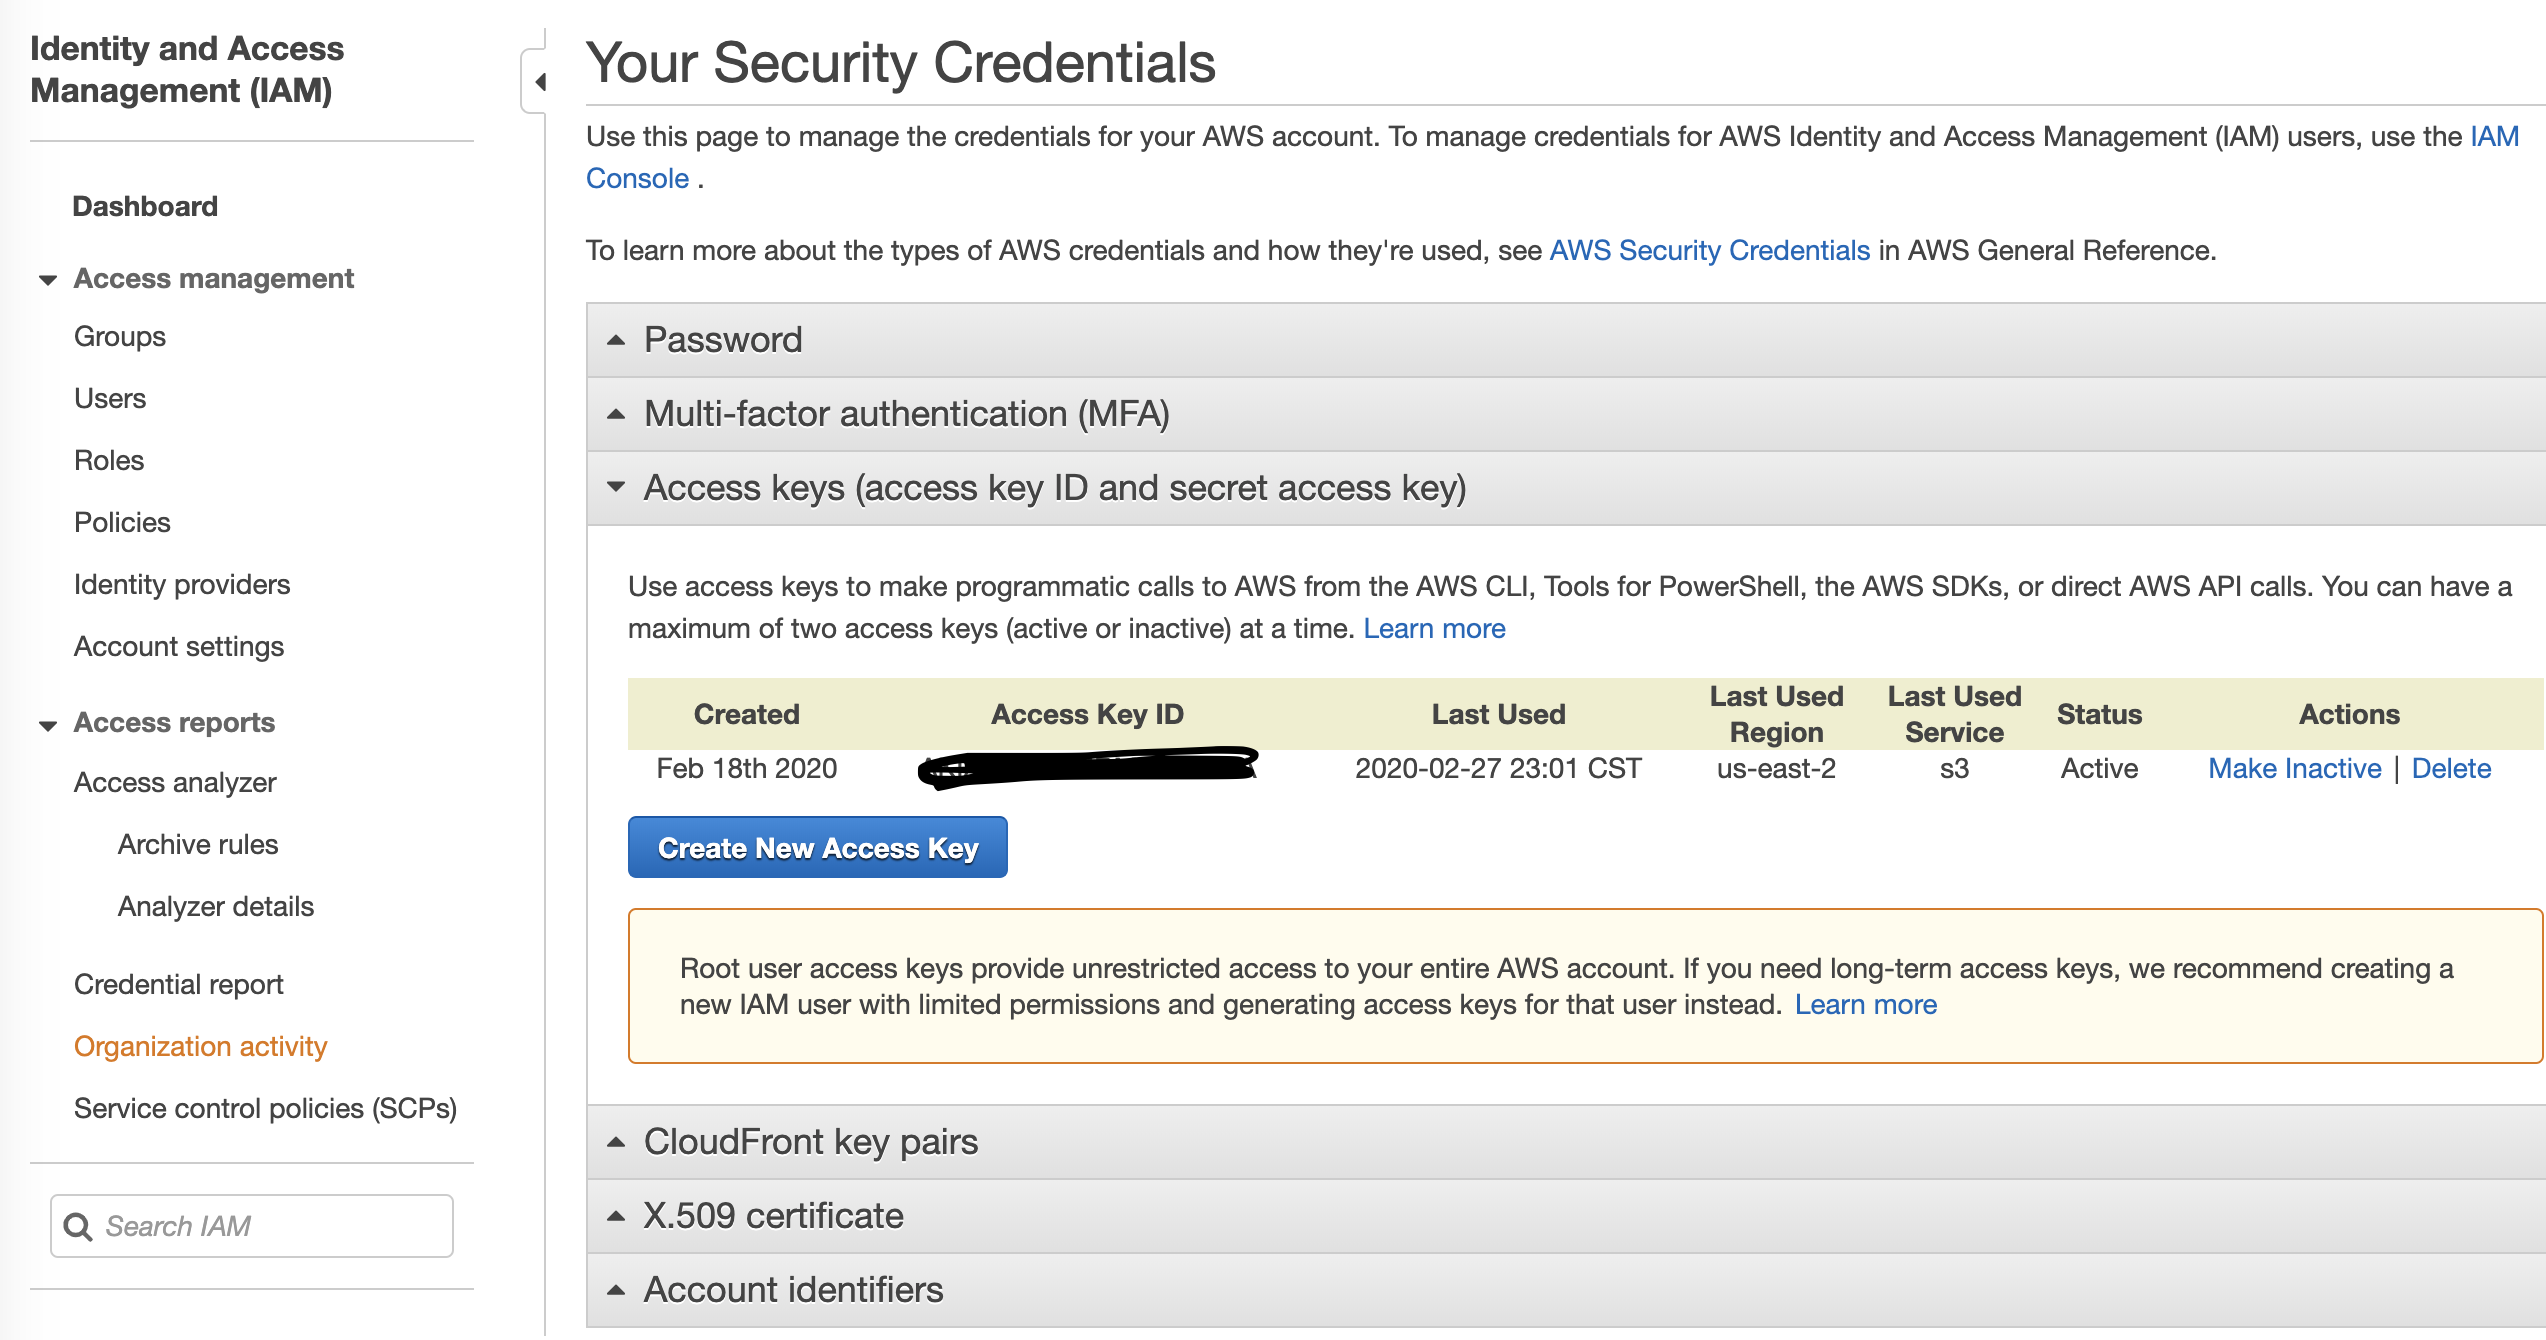 Identity and Access
Management (IAM)
Dashboard
Access management
Groups
Users
Roles
Policies
Identity providers
Account settings
Access reports
Access analyzer
Archive rules
Analyzer details
Credential report
Organization activity
Service control policies (SCPs)
Search IAM
Your Security Credentials
Use this page to manage the credentials for your AWS account. To manage credentials for AWS Identity and Access Management (IAM) users, use the IAM
Console .
To learn more about the types of AWS credentials and how they're used, see AWS Security Credentials in AWS General Reference.
Password
Multi-factor authentication (MFA)
Access keys (access key ID and secret access key)
Use access keys to make programmatic calls to AWS from the AWS CLI, Tools for PowerShell, the AWS SDKs, or direct AWS API calls. You can have a
maximum of two access keys (active or inactive) at a time. Learn more
Created Access Key ID Last Used Last Used Region Last Used Service Status Actions
Feb 18th 2020 2020-02-27 23:01 CST us-east-2 s3 Active Make Inactive | Delete
Create New Access Key
Root user access keys provide unrestricted access to your entire AWS account. If you need long-term access keys, we recommend creating a
new IAM user with limited permissions and generating access keys for that user instead. Learn more
CloudFront key pairs
X.509 certificate
Account identifiers